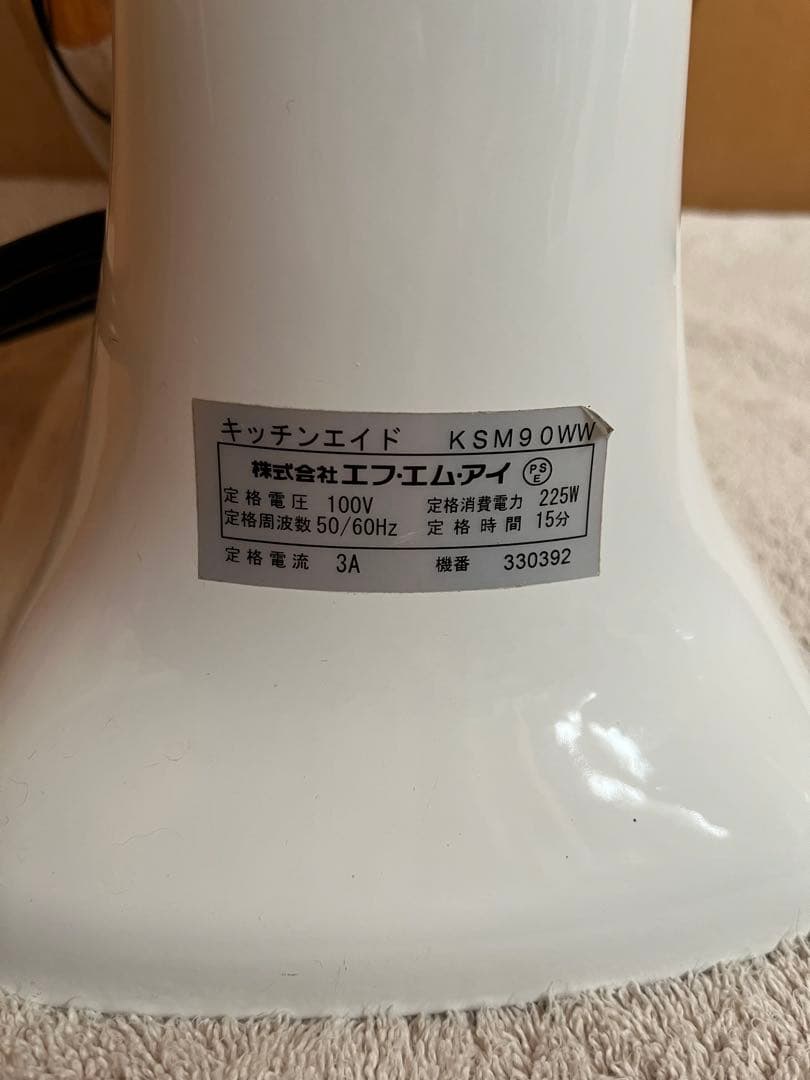 キッチンエイド KSM90WW
株式会社エフ・エム・アイ PSE
定格電圧 100V 定格消費電力 225W
定格周波数 50/60Hz 定格時間 15分
定格電流 3A 機番 330392